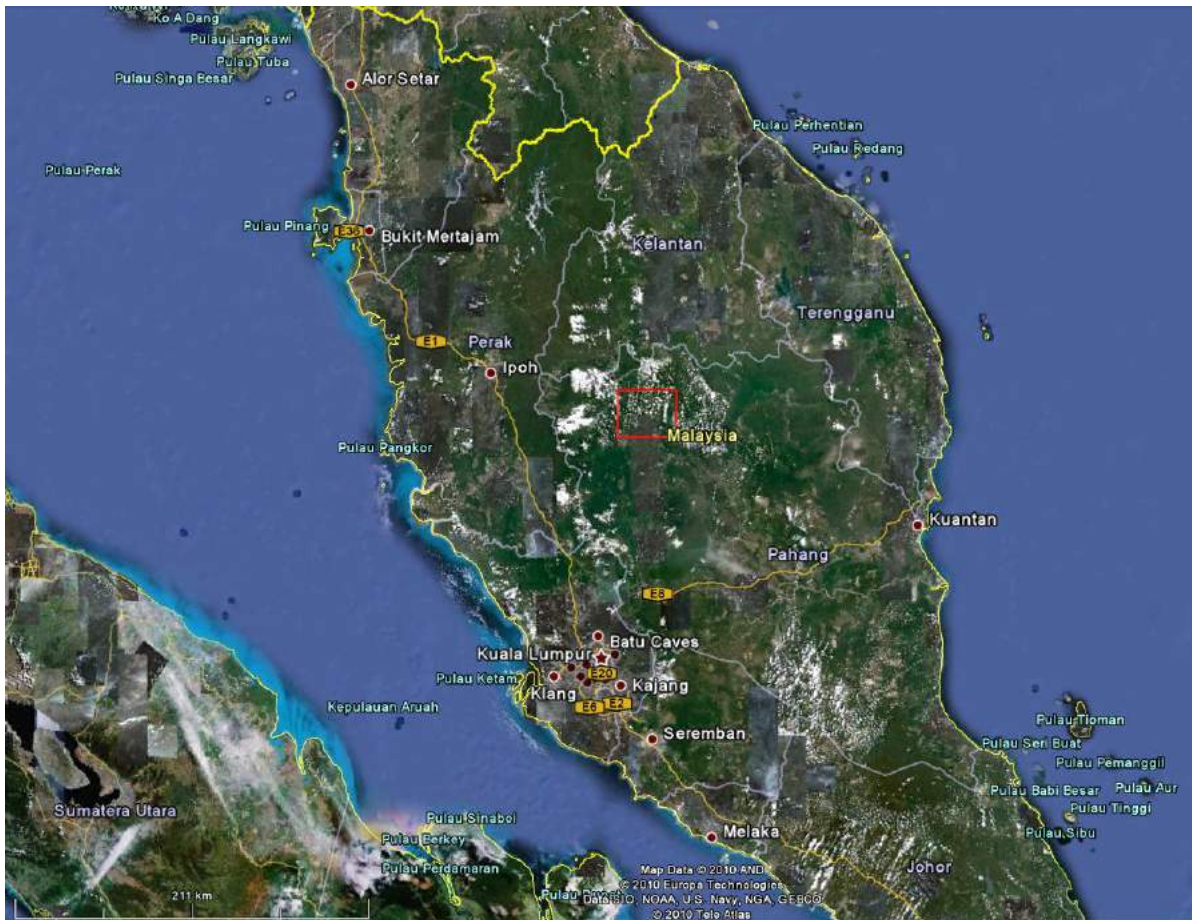 Ko A Dang
Pulau Langkawi
Pulau Tuba
Pulau Singa Besar
Alor Setar
Pulau Perhentian
Pulau Redang
Pulau Perak
Pulau Pinang
E36
Bukit Mertajam
Kelantan
Terengganu
E1
Perak
Ipoh
Malaysia
Pulau Pangkor
Kuantan
Pahang
E8
Batu Caves
Kuala Lumpur
E20
Pulau Ketam
Klang
Kajang
E6
E2
Kepulauan Aruah
Seremban
Pulau Tioman
Pulau Seri Buat
Pulau Pemanggil
Pulau Babi Besar
Pulau Aur
Pulau Tinggi
Pulau Sibu
Sumatera Utara
Pulau Sinaboi
Melaka
Pulau Berkey
Pulau Perdamaran
Johor
211 km
Map Data © 2010 AND
© 2010 Europa Technologies
Data SIO, NOAA, U.S. Navy, NGA, GEBCO
© 2010 Tele Atlas
Pulau